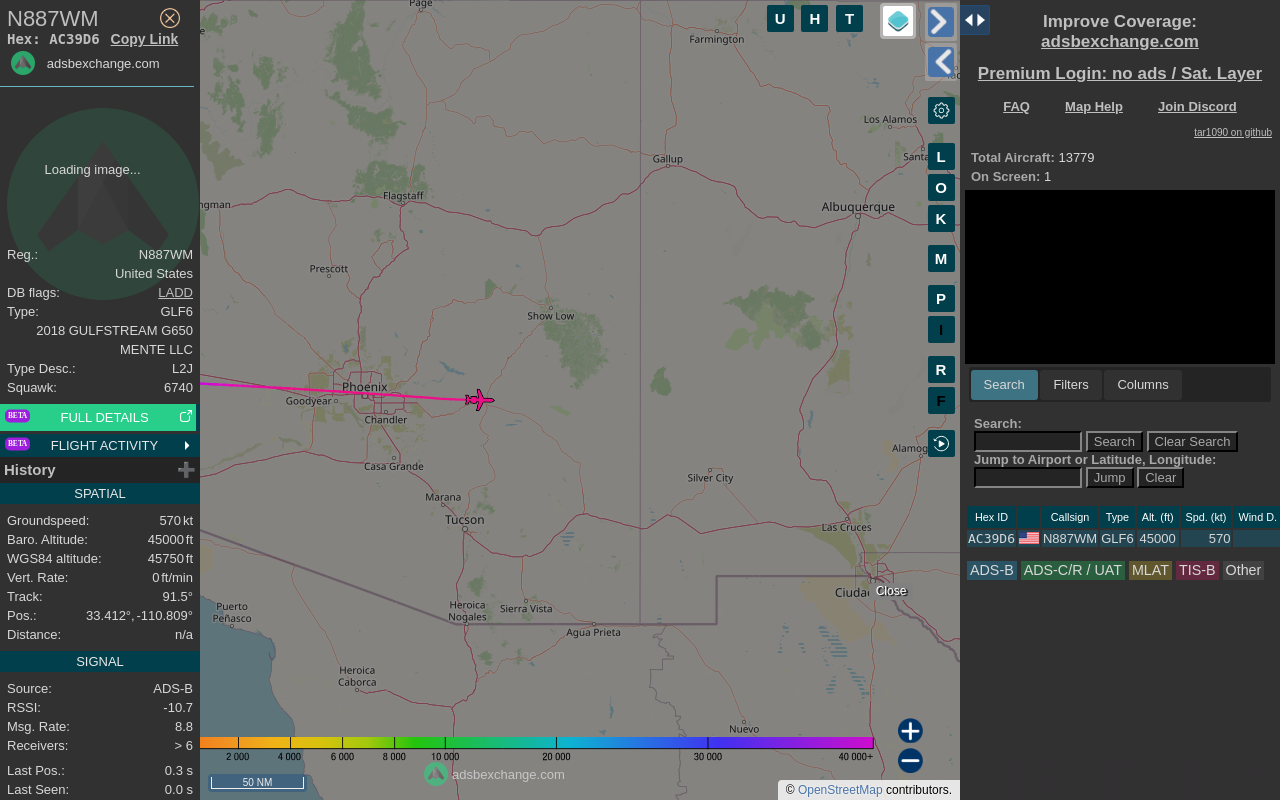 N887WM
Hex: AC39D6 Copy Link
adsbexchange.com
Loading image...
Reg.: N887WM
United States
DB flags: LADD
Type: GLF6
2018 GULFSTREAM G650
MENTE LLC
Type Desc.: L2J
Squawk: 6740
BETA FULL DETAILS
BETA FLIGHT ACTIVITY
History
SPATIAL
Groundspeed: 570 kt
Baro. Altitude: 45000 ft
WGS84 altitude: 45750 ft
Vert. Rate: 0 ft/min
Track: 91.5°
Pos.: 33.412°, -110.809°
Distance: n/a
SIGNAL
Source: ADS-B
RSSI: -10.7
Msg. Rate: 8.8
Receivers: > 6
Last Pos.: 0.3 s
Last Seen: 0.0 s
Page
Farmington
U H T
Los Alamos
Santa
Gallup
Flagstaff
ngman
Albuquerque
Prescott
Show Low
Phoenix
Goodyear
Chandler
Casa Grande
Alamog
Silver City
Marana
Tucson
Las Cruces
Ciudad
Close
Puerto
Peñasco
Heroica
Nogales
Sierra Vista
Agua Prieta
Heroica
Caborca
Nuevo
L
O
K
M
P
I
R
F
2 000 4 000 6 000 8 000 10 000 20 000 30 000 40 000+
adsbexchange.com
50 NM
© OpenStreetMap contributors.
Improve Coverage:
adsbexchange.com
Premium Login: no ads / Sat. Layer
FAQ Map Help Join Discord
tar1090 on github
Total Aircraft: 13779
On Screen: 1
Search Filters Columns
Search:
Search Clear Search
Jump to Airport or Latitude, Longitude:
Jump Clear
Hex ID Callsign Type Alt. (ft) Spd. (kt) Wind D.
AC39D6 N887WM GLF6 45000 570
ADS-B ADS-C/R / UAT MLAT TIS-B Other